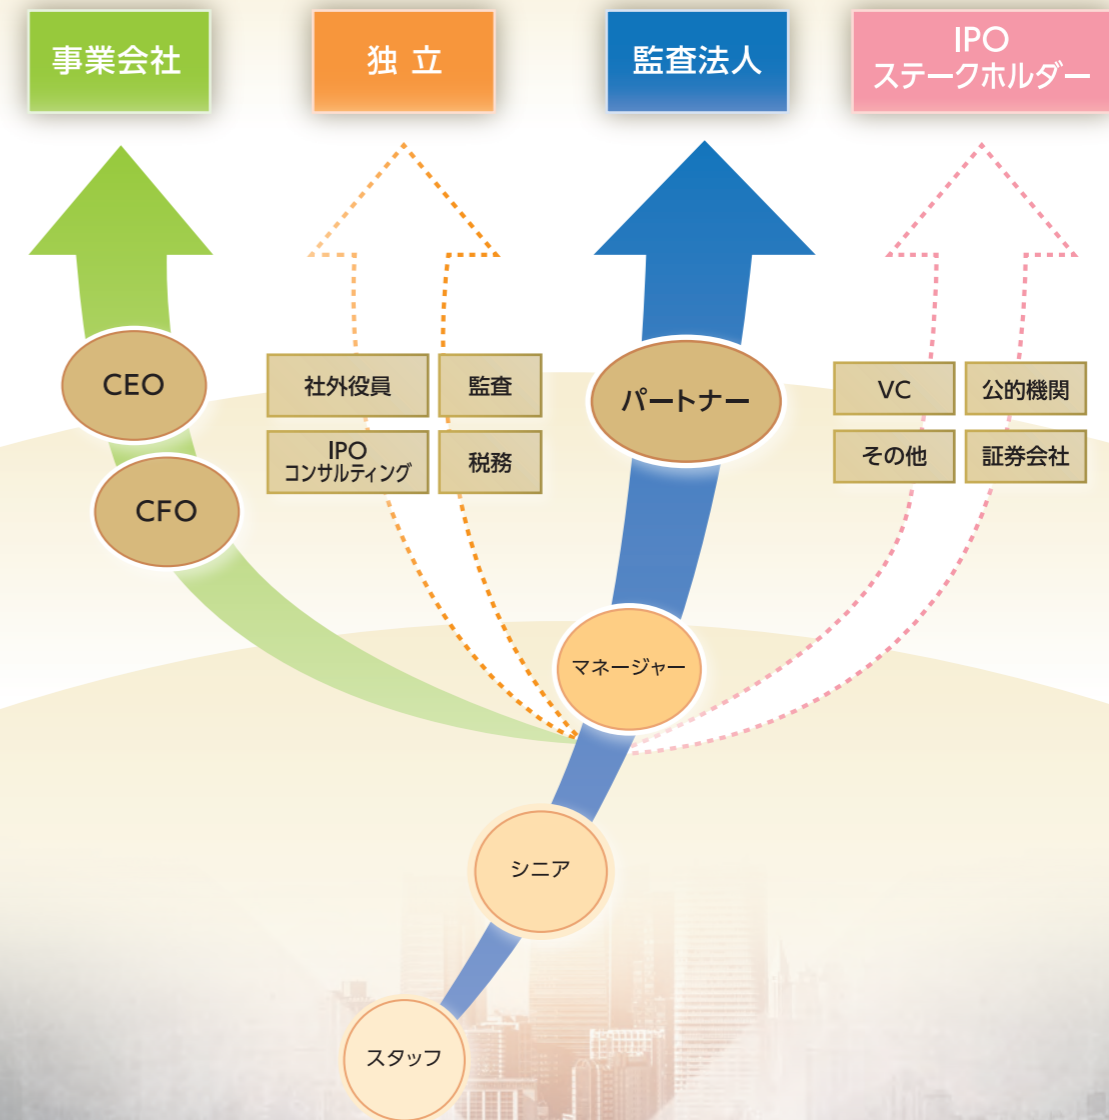 事業会社
独立
監査法人
IPO
ステークホルダー
CEO
CFO
社外役員
監査
IPO
コンサルティング
税務
パートナー
VC
公的機関
その他
証券会社
マネージャー
シニア
スタッフ